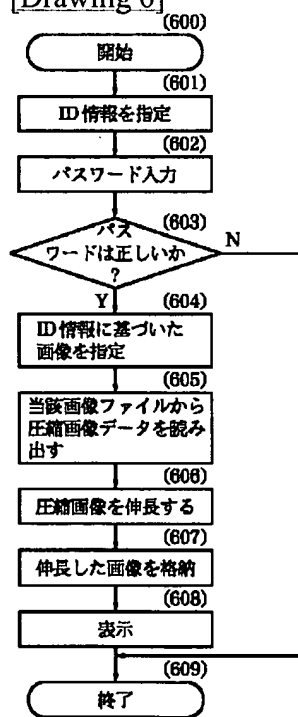 [Drawing 6]
(600)
開始
(601)
ID情報を指定
(602)
パスワード入力
(603)
パス
ワードは正しいか
?
N
Y
(604)
ID情報に基づいた
画像を指定
(605)
当該画像ファイルから
圧縮画像データを読み
出す
(606)
圧縮画像を伸長する
(607)
伸長した画像を格納
(608)
表示
(609)
終了